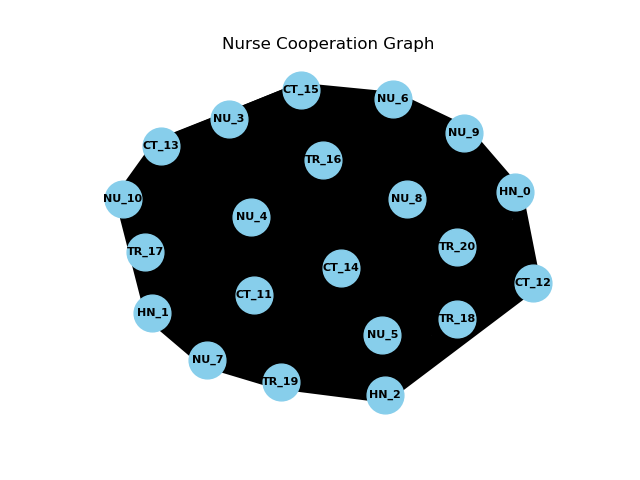 Nurse Cooperation Graph
CT_15
NU_6
NU_3
NU_9
CT_13
TR_16
HN_0
NU_10
NU_8
NU_4
TR_20
TR_17
CT_14
CT_12
CT_11
HN_1
TR_18
NU_5
NU_7
TR_19
HN_2